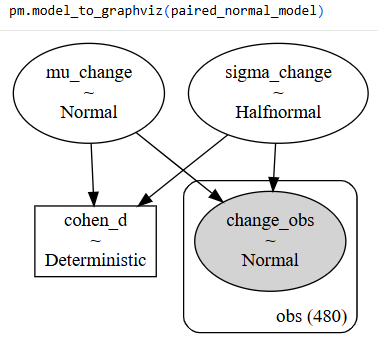 pm.model_to_graphviz(paired_normal_model)
mu_change
~
Normal
sigma_change
~
Halfnormal
cohen_d
~
Deterministic
change_obs
~
Normal
obs (480)